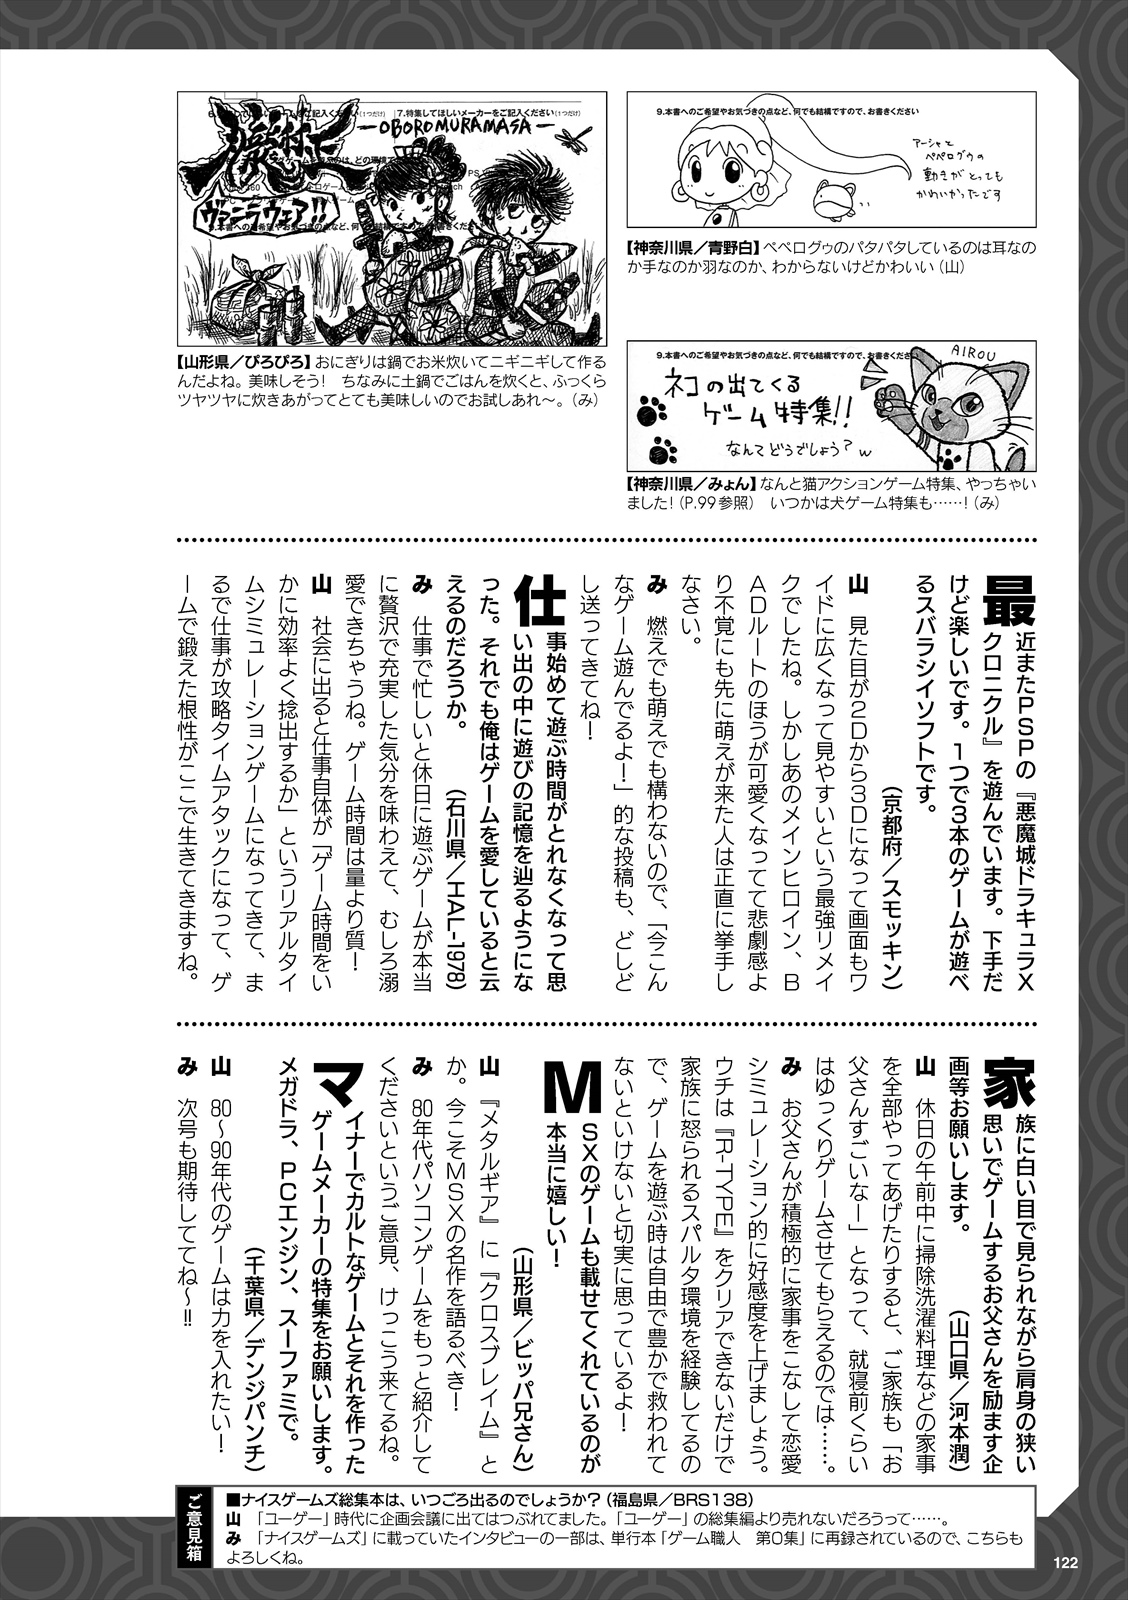 6.
ご記入ください(1つだけ)
7.特集してほしいメーカーをご記入ください(1つだけ)
朧村正
―OBOROMURAMASA―
ヴァニラウェア!!
【山形県／ぴろぴろ】おにぎりは鍋でお米炊いてニギニギして作る
んだよね。美味しそう！　ちなみに土鍋でごはんを炊くと、ふっくら
ツヤツヤに炊きあがってとても美味しいのでお試しあれ～。（み）
9.本書へのご希望やお気づきの点など、何でも結構ですので、お書きください
アーシャと
ペペログゥの
動きがとっても
かわいかったです
【神奈川県／青野白】ペペログゥのパタパタしているのは耳なの
か手なのか羽なのか、わからないけどかわいい（山）
9.本書へのご希望やお気づきの点など、何でも結構ですので、お書きください
AIROU
ネコの出てくる
ゲーム特集!!
なんてどうでしょう？w
【神奈川県／みょん】なんと猫アクションゲーム特集、やっちゃい
ました！（P.99参照）　いつかは犬ゲーム特集も……！（み）
最近またPSPの『悪魔城ドラキュラX
クロニクル』を遊んでいます。下手だ
けど楽しいです。1つで3本のゲームが遊べ
るスバラシイソフトです。
（京都府／スモッキン）
山　見た目が2Dから3Dになって画面もワ
イドに広くなって見やすいという最強リメイ
クでしたね。しかしあのメインヒロイン、B
ADルートのほうが可愛くなってて悲劇感よ
り不覚にも先に萌えが来た人は正直に挙手し
なさい。
み　燃えでも萌えでも構わないので、「今こん
なゲーム遊んでるよ！」的な投稿も、どしど
し送ってきてね！
仕事始めて遊ぶ時間がとれなくなって思
い出の中に遊びの記憶を辿るようにな
った。それでも俺はゲームを愛していると云
えるのだろうか。　（石川県／HAL-1978）
み　仕事で忙しいと休日に遊ぶゲームが本当
に贅沢で充実した気分を味わえて、むしろ溺
愛できちゃうね。ゲーム時間は量より質！
山　社会に出ると仕事自体が「ゲーム時間をい
かに効率よく捻出するか」というリアルタイ
ムシミュレーションゲームになってきて、ま
るで仕事が攻略タイムアタックになって、ゲ
ームで鍛えた根性がここで生きてきますね。
家族に白い目で見られながら肩身の狭い
思いでゲームするお父さんを励ます企
画等お願いします。　（山口県／河本潤）
山　休日の午前中に掃除洗濯料理などの家事
を全部やってあげたりすると、ご家族も「お
父さんすごいなー」となって、就寝前くらい
はゆっくりゲームさせてもらえるのでは……。
み　お父さんが積極的に家事をこなして恋愛
シミュレーション的に好感度を上げましょう。
ウチは『R-TYPE』をクリアできないだけで
家族に怒られるスパルタ環境を経験してるの
で、ゲームを遊ぶ時は自由で豊かで救われて
ないといけないと切実に思っているよ！
MSXのゲームも載せてくれているのが
本当に嬉しい！
（山形県／ビッパ兄さん）
山　『メタルギア』に『クロスブレイム』と
か。今こそMSXの名作を語るべき！
み　80年代パソコンゲームをもっと紹介して
くださいというご意見、けっこう来てるね。
マイナーでカルトなゲームとそれを作った
ゲームメーカーの特集をお願いします。
メガドラ、PCエンジン、スーファミで。
（千葉県／デンジパンチ）
山　80～90年代のゲームは力を入れたい！
み　次号も期待しててね～!!
ご意見箱
■ナイスゲームズ総集本は、いつごろ出るのでしょうか？（福島県／BRS138）
山　「ユーゲー」時代に企画会議に出てはつぶれてました。「ユーゲー」の総集編より売れないだろうって……。
み　「ナイスゲームズ」に載っていたインタビューの一部は、単行本「ゲーム職人　第0集」に再録されているので、こちらも
よろしくね。
122